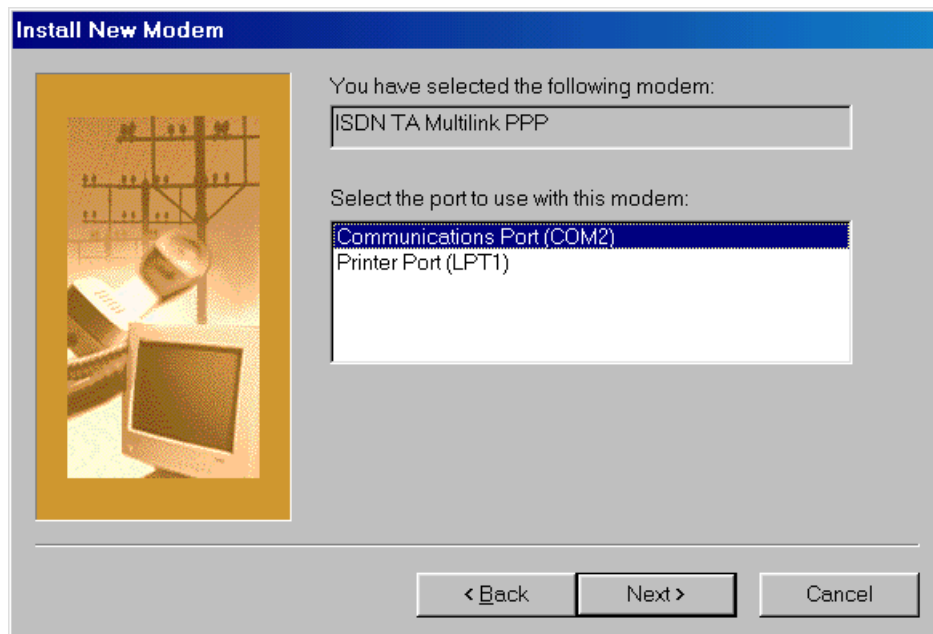 Install New Modem
You have selected the following modem:
ISDN TA Multilink PPP
Select the port to use with this modem:
Communications Port (COM2)
Printer Port (LPT1)
< Back
Next >
Cancel